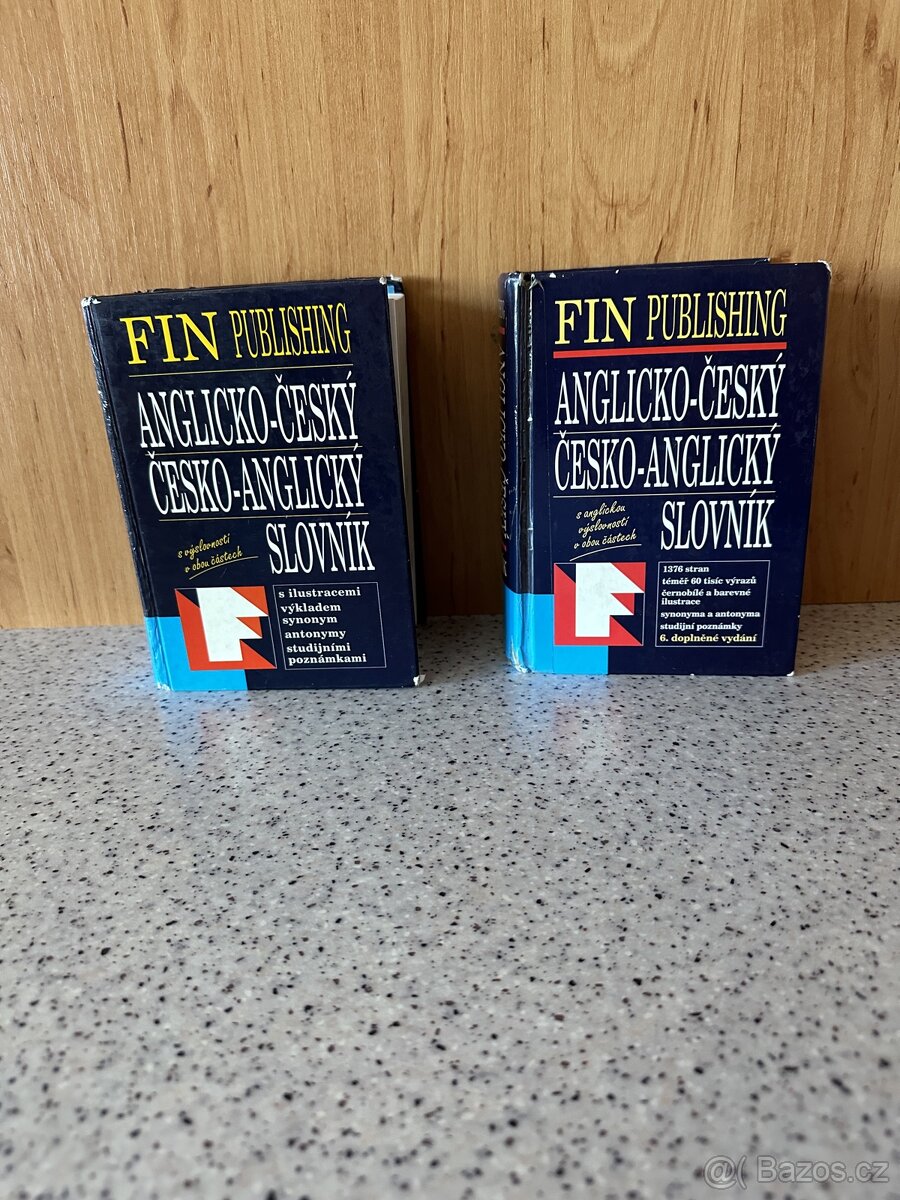 FIN PUBLISHING
ANGLICKO-ČESKÝ
ČESKO-ANGLICKÝ
SLOVNÍK
s výslovností
v obou částech
s ilustracemi
výkladem
synonym
antonymy
studijními
poznámkami
FIN PUBLISHING
ANGLICKO-ČESKÝ
ČESKO-ANGLICKÝ
SLOVNÍK
s anglickou
výslovností
v obou částech
1376 stran
téměř 60 tisíc výrazů
černobílé a barevné
ilustrace
synonyma a antonyma
studijní poznámky
6. doplněné vydání
@( Bazos.cz